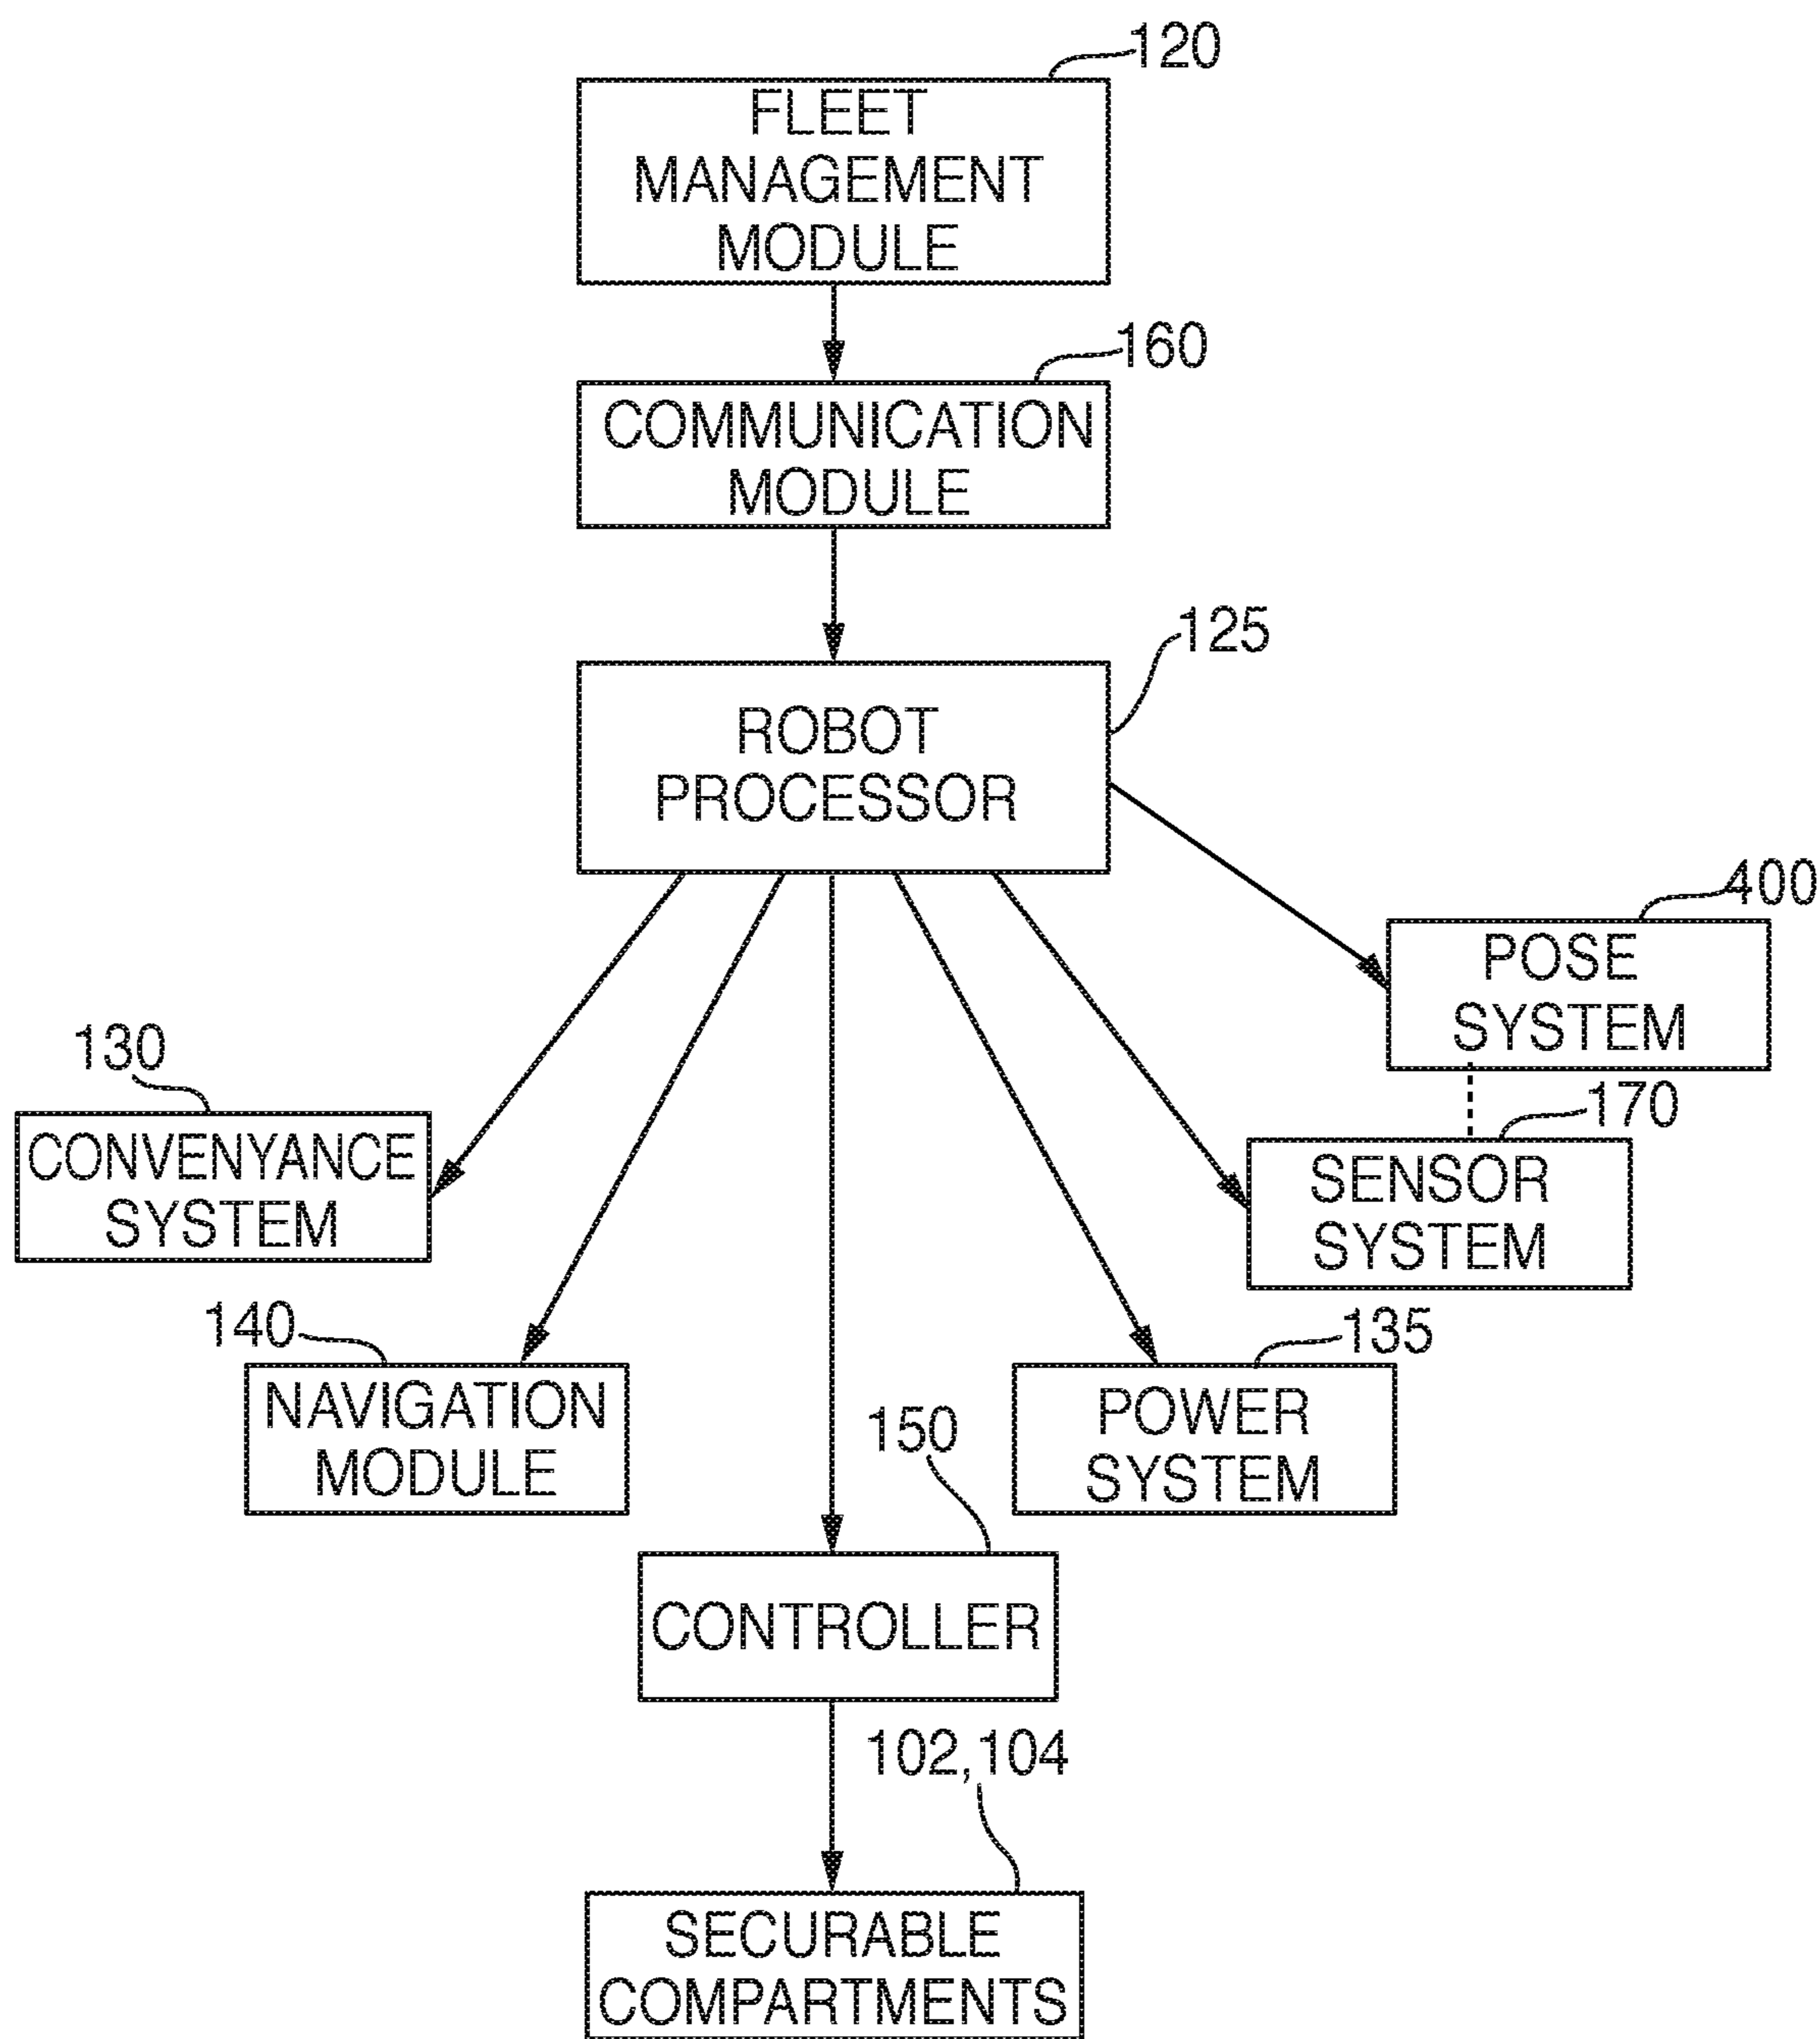 120
FLEET
MANAGEMENT
MODULE
160
COMMUNICATION
MODULE
125
ROBOT
PROCESSOR
400
POSE
SYSTEM
130
CONVENYANCE
SYSTEM
170
SENSOR
SYSTEM
140
NAVIGATION
MODULE
135
POWER
SYSTEM
150
CONTROLLER
102,104
SECURABLE
COMPARTMENTS